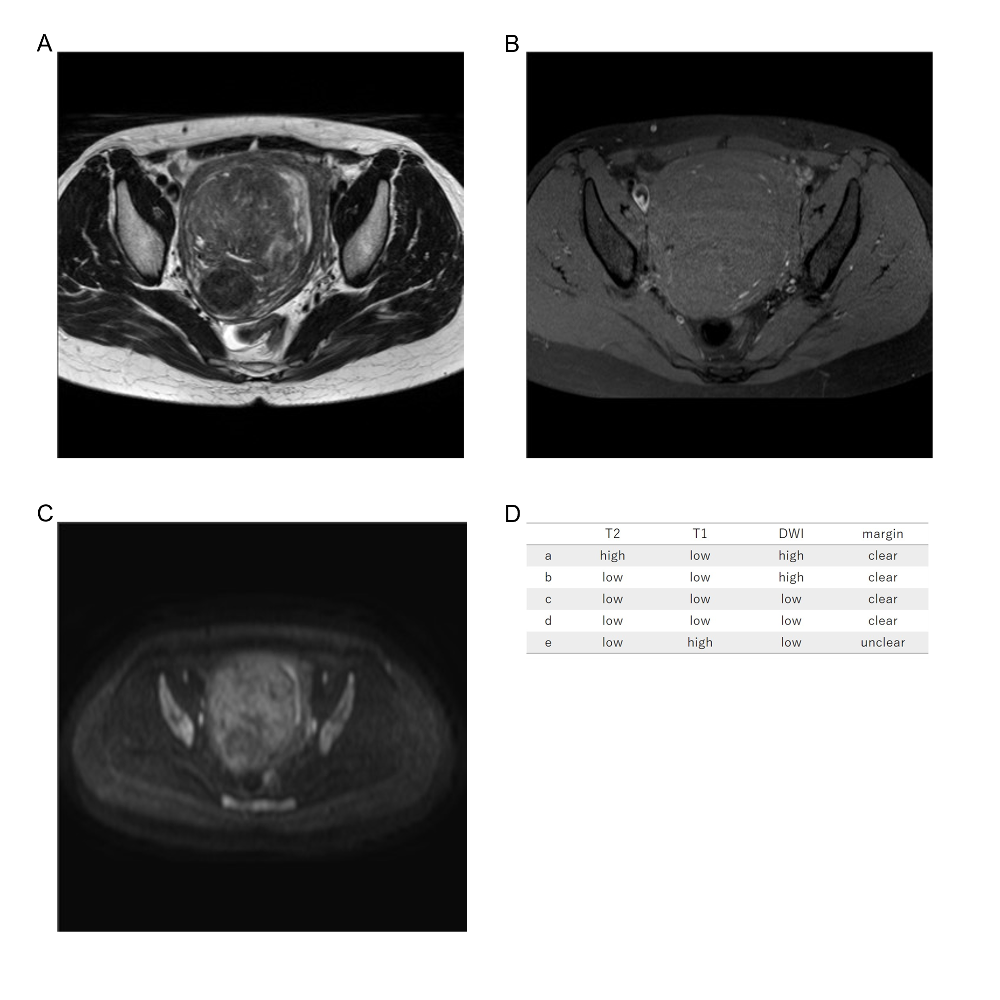 A
B
C
D
T2 T1 DWI margin
a high low high clear
b low low high clear
c low low low clear
d low low low clear
e low high low unclear